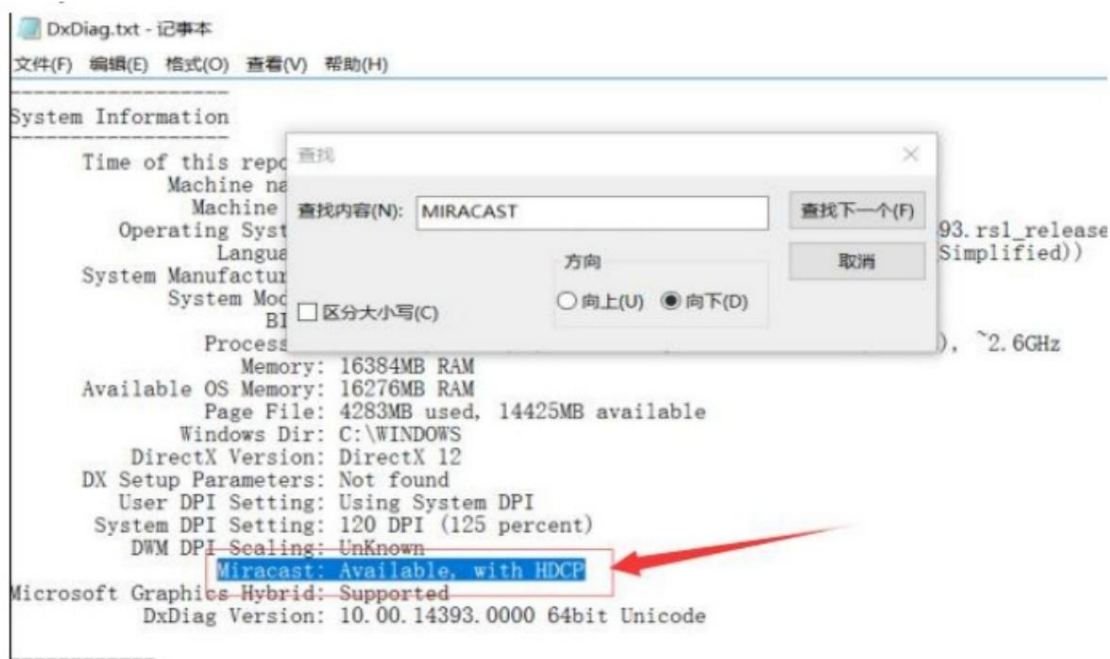 DxDiag.txt - 记事本
文件(F) 编辑(E) 格式(O) 查看(V) 帮助(H)
------------------
System Information
------------------
Time of this repo
Machine na
Machine
Operating Syst
93.rs1_release
Langua
Simplified))
System Manufactur
System Mod
BI
Process
), ~2.6GHz
查找
查找内容(N): MIRACAST 查找下一个(F)
方向 取消
区分大小写(C) 向上(U) 向下(D)
Memory: 16384MB RAM
Available OS Memory: 16276MB RAM
Page File: 4283MB used, 14425MB available
Windows Dir: C:\WINDOWS
DirectX Version: DirectX 12
DX Setup Parameters: Not found
User DPI Setting: Using System DPI
System DPI Setting: 120 DPI (125 percent)
DWM DPI Scaling: UnKnown
Miracast: Available, with HDCP
Microsoft Graphics Hybrid: Supported
DxDiag Version: 10.00.14393.0000 64bit Unicode
------------